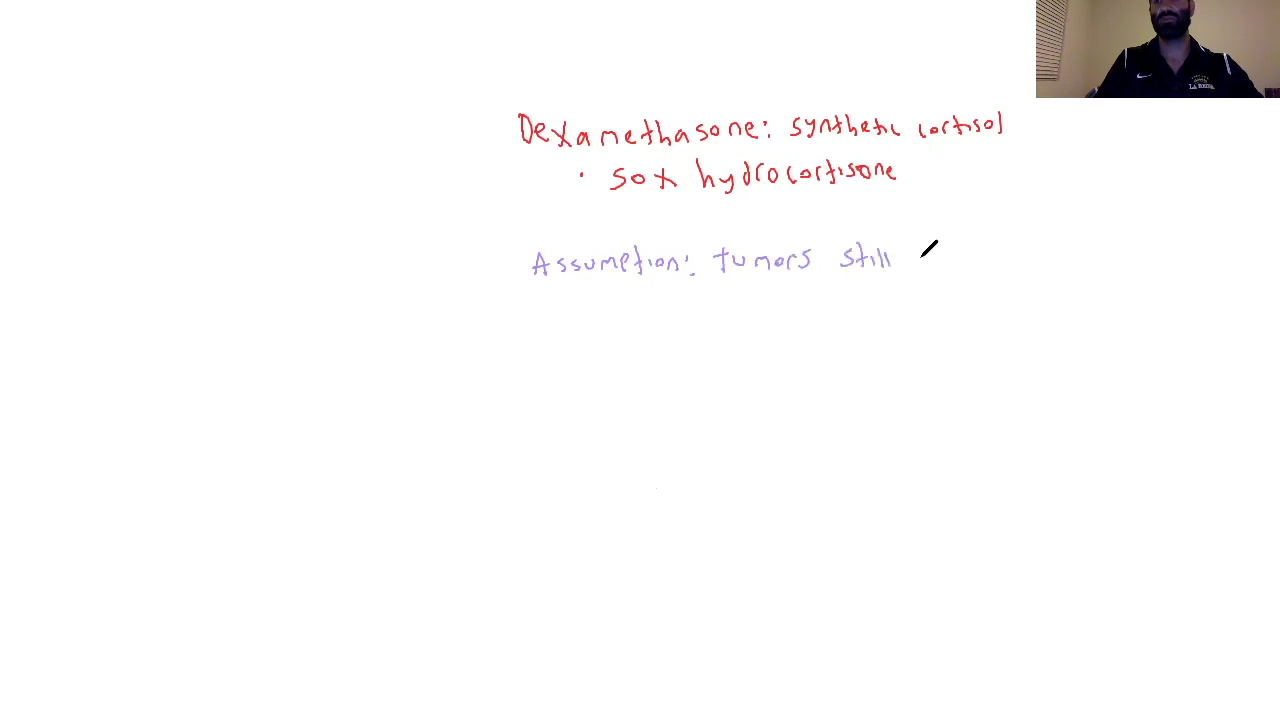 Dexamethasone: synthetic cortisol
• 50x hydrocortisone
Assumption: tumors still